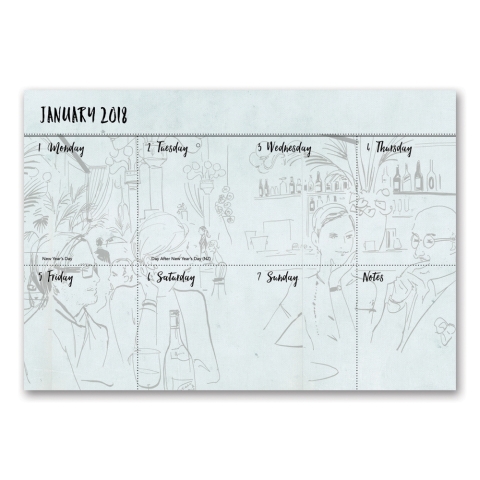 JANUARY 2018
1 Monday
2 Tuesday
3 Wednesday
4 Thursday
New Year's Day
Day After New Year's Day (NZ)
5 Friday
6 Saturday
7 Sunday
Notes